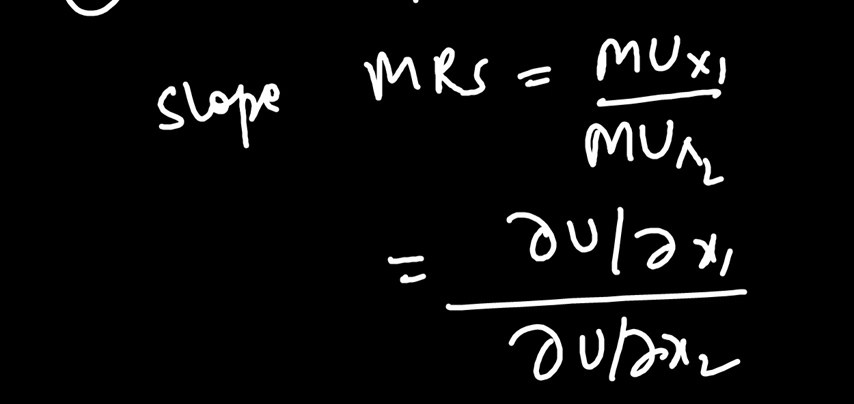 slope MRS = MUx₁
MUx₂
= ∂U/∂x₁
∂U/∂x₂